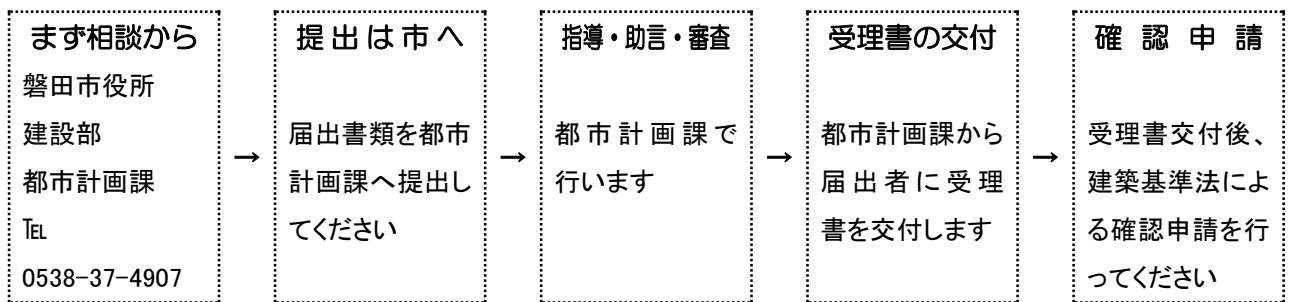 まず相談から
磐田市役所
建設部
都市計画課
℡
0538-37-4907
→
提出は市へ
届出書類を都市
計画課へ提出し
てください
→
指導・助言・審査
都市計画課で
行います
→
受理書の交付
都市計画課から
届出者に受理
書を交付します
→
確認申請
受理書交付後、
建築基準法によ
る確認申請を行
ってください